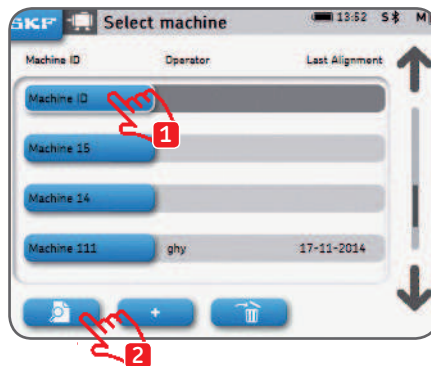 SKF Select machine 13:52 S M
Machine ID Operator Last Alignment
Machine ID
1
Machine 15
Machine 14
Machine 111 ghy 17-11-2014
+
2